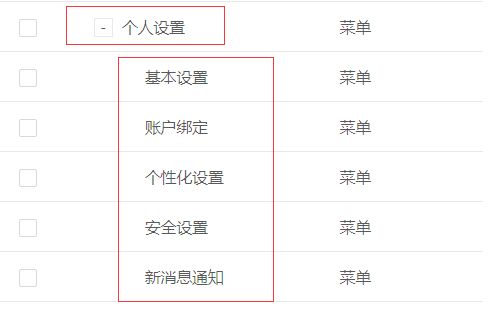 - 个人设置 菜单
基本设置 菜单
账户绑定 菜单
个性化设置 菜单
安全设置 菜单
新消息通知 菜单